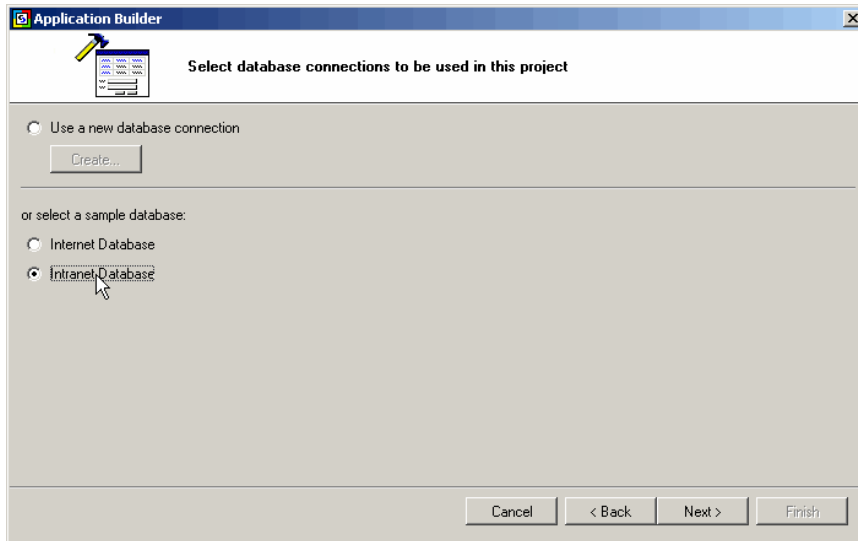 Application Builder
Select database connections to be used in this project
Use a new database connection
Create...
or select a sample database:
Internet Database
Intranet Database
Cancel
< Back
Next >
Finish